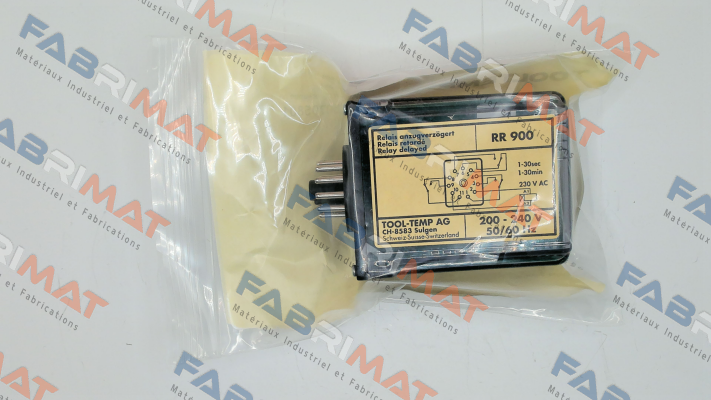 FABRIMAT
Matériaux Industriel et Fabrications
Relais anzugverzögert
Relais retardé
Relay delayed
RR 900
1-30sec
1-30min
230 V AC
TOOL-TEMP AG
CH-8583 Sulgen
Schweiz-Suisse-Switzerland
200 - 240 V
50/60 Hz